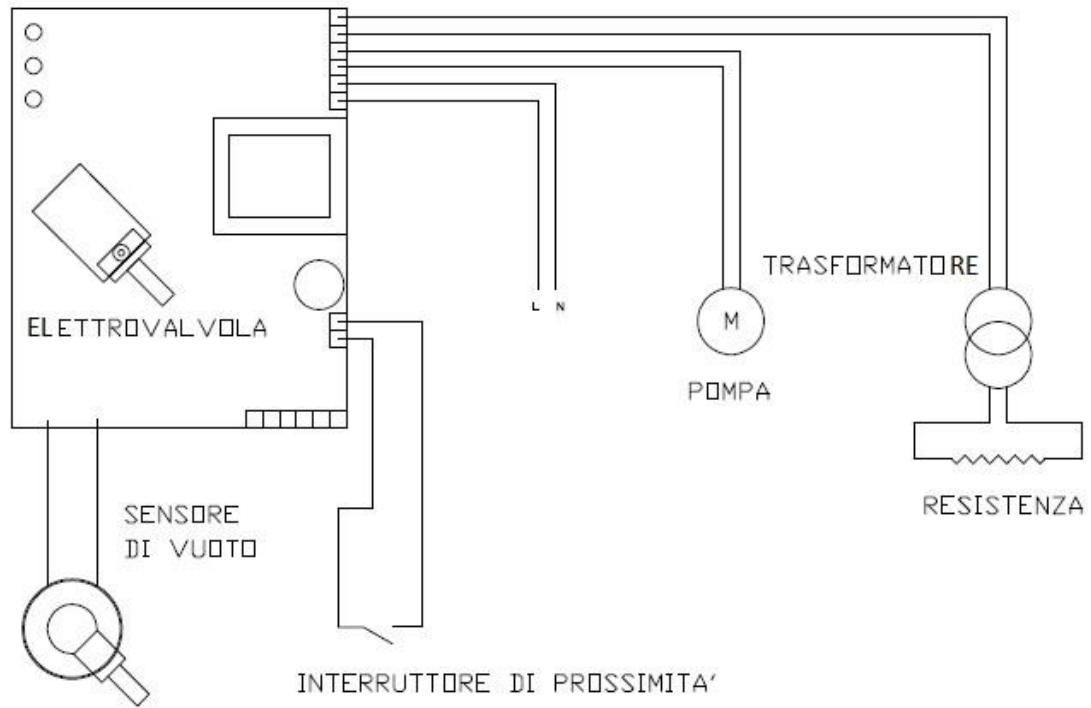 TRASFORMATORE
L N
M
ELETTROVALVOLA
POMPA
RESISTENZA
SENSORE
DI VUOTO
INTERRUTTORE DI PROSSIMITA'